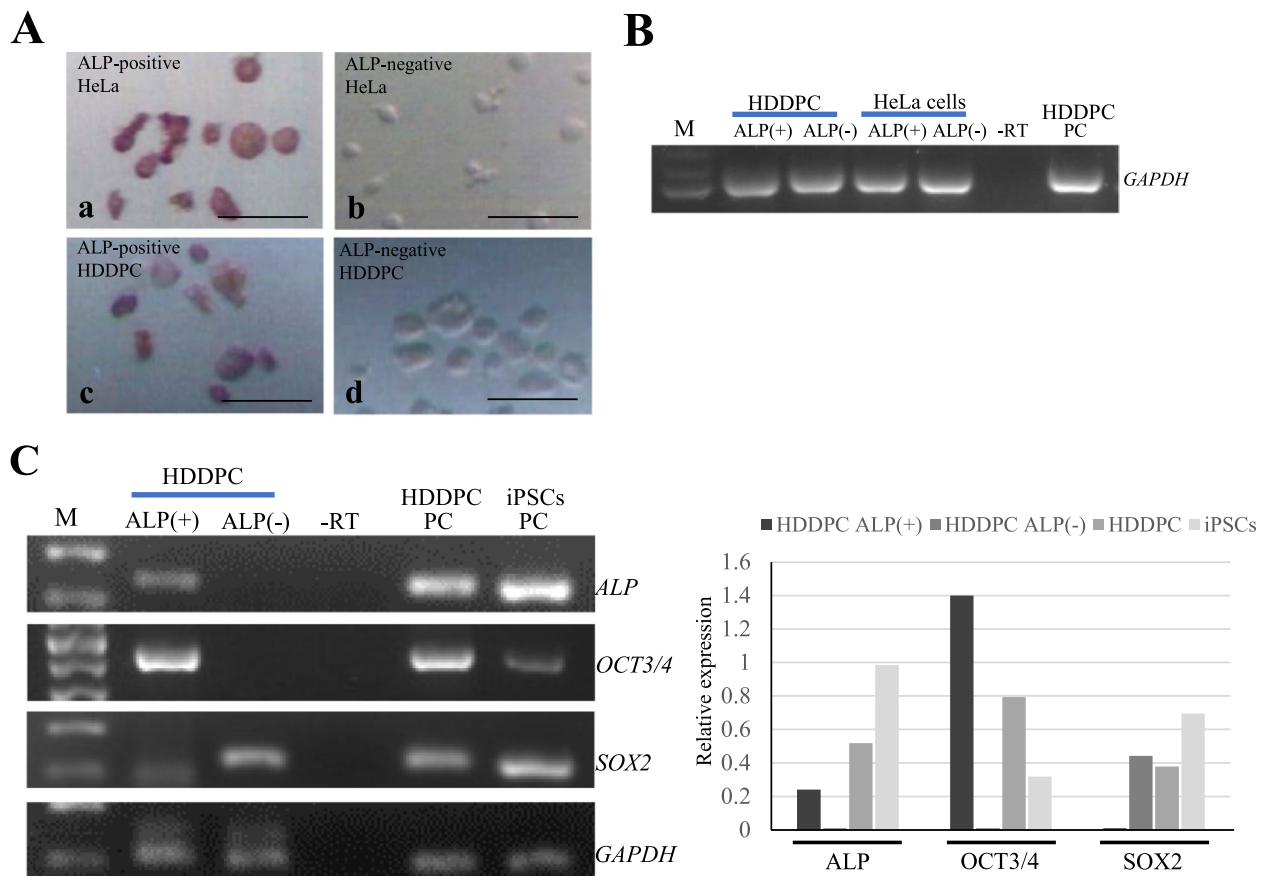 A
ALP-positive
HeLa
a
ALP-negative
HeLa
b
ALP-positive
HDDPC
c
ALP-negative
HDDPC
d
B
HDDPC HeLa cells HDDPC
M ALP(+) ALP(-) ALP(+) ALP(-) -RT PC
GAPDH
C
HDDPC
HDDPC iPSCs
M ALP(+) ALP(-) -RT PC PC
ALP
OCT3/4
SOX2
GAPDH
HDDPC ALP(+) HDDPC ALP(-) HDDPC iPSCs
Relative expression
1.6
1.4
1.2
1
0.8
0.6
0.4
0.2
0
ALP OCT3/4 SOX2